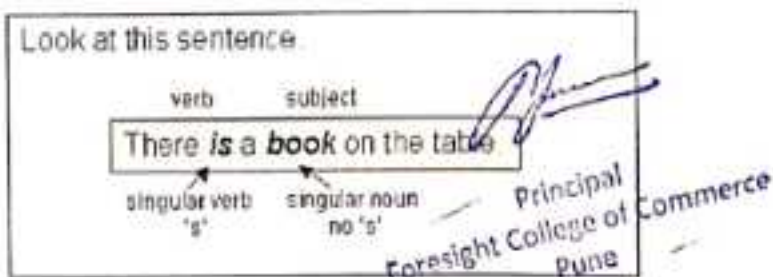 Look at this sentence.
verb subject
There is a book on the table
singular verb singular noun
's' no 's'
Principal
Foresight College of Commerce
Pune